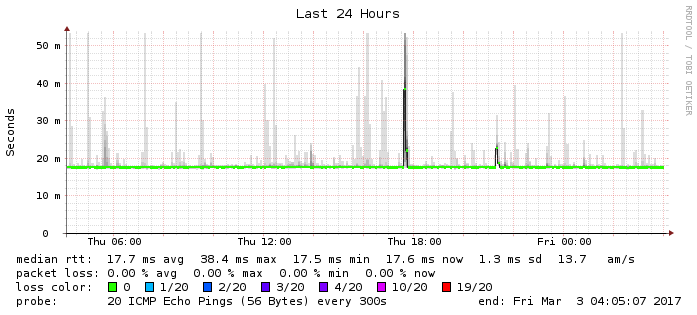 Last 24 Hours
RRDTOOL / TOBI OETIKER
Seconds
50 m
40 m
30 m
20 m
10 m
0
Thu 06:00 Thu 12:00 Thu 18:00 Fri 00:00
median rtt: 17.7 ms avg 38.4 ms max 17.5 ms min 17.6 ms now 1.3 ms sd 13.7 am/s
packet loss: 0.00 % avg 0.00 % max 0.00 % min 0.00 % now
loss color: 0 1/20 2/20 3/20 4/20 10/20 19/20
probe: 20 ICMP Echo Pings (56 Bytes) every 300s end: Fri Mar 3 04:05:07 2017